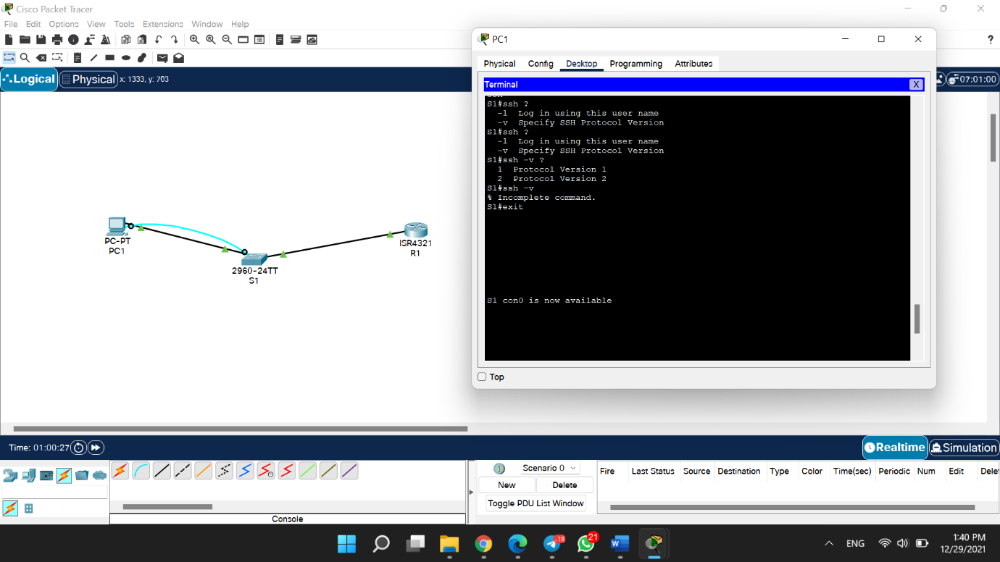 Cisco Packet Tracer
File Edit Options View Tools Extensions Window Help
Logical Physical x: 1333, y: 703
07:01:00
PC-PT
PC1
2960-24TT
S1
ISR4321
R1
PC1
Physical Config Desktop Programming Attributes
Terminal
X
S1#ssh ?
-l Log in using this user name
-v Specify SSH Protocol Version
S1#ssh ?
-l Log in using this user name
-v Specify SSH Protocol Version
S1#ssh -v ?
1 Protocol Version 1
2 Protocol Version 2
S1#ssh -v
% Incomplete command.
S1#exit
S1 con0 is now available
Top
Time: 01:00:27
Realtime Simulation
Scenario 0
New Delete
Toggle PDU List Window
Fire Last Status Source Destination Type Color Time(sec) Periodic Num Edit Delet
Console
18
21
ENG
1:40 PM
12/29/2021